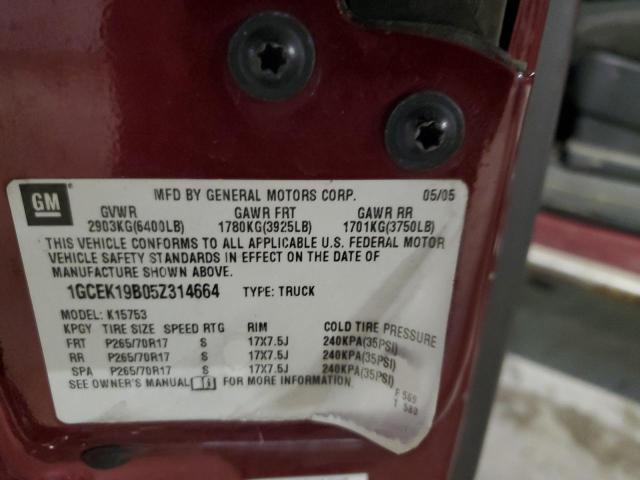 GM MFD BY GENERAL MOTORS CORP. 05/05
GVWR GAWR FRT GAWR RR
2903KG(6400LB) 1780KG(3925LB) 1701KG(3750LB)
THIS VEHICLE CONFORMS TO ALL APPLICABLE U.S. FEDERAL MOTOR
VEHICLE SAFETY STANDARDS IN EFFECT ON THE DATE OF
MANUFACTURE SHOWN ABOVE.
1GCEK19B05Z314664 TYPE: TRUCK
MODEL: K15753
KPGY TIRE SIZE SPEED RTG RIM COLD TIRE PRESSURE
FRT P265/70R17 S 17X7.5J 240KPA(35PSI)
RR P265/70R17 S 17X7.5J 240KPA(35PSI)
SPA P265/70R17 S 17X7.5J 240KPA(35PSI)
SEE OWNER'S MANUAL FOR MORE INFORMATION.
F 569
T 580